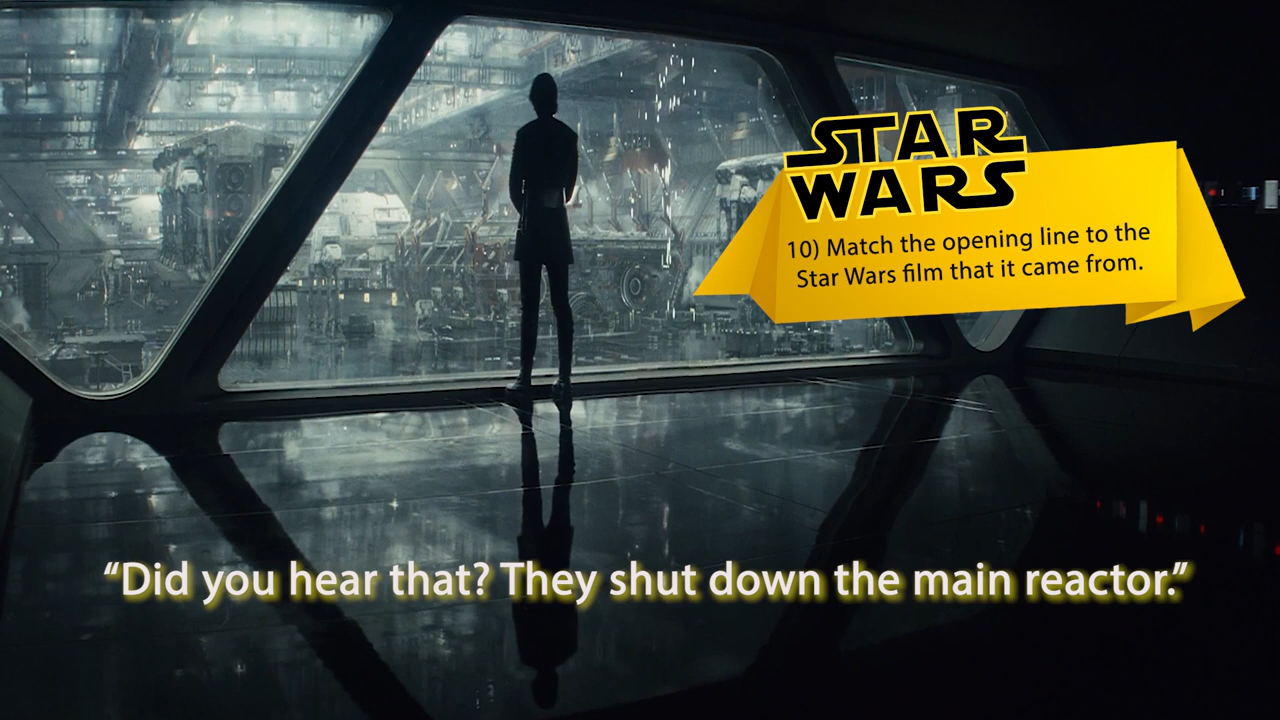 STAR
WARS
10) Match the opening line to the
Star Wars film that it came from.
“Did you hear that? They shut down the main reactor.”